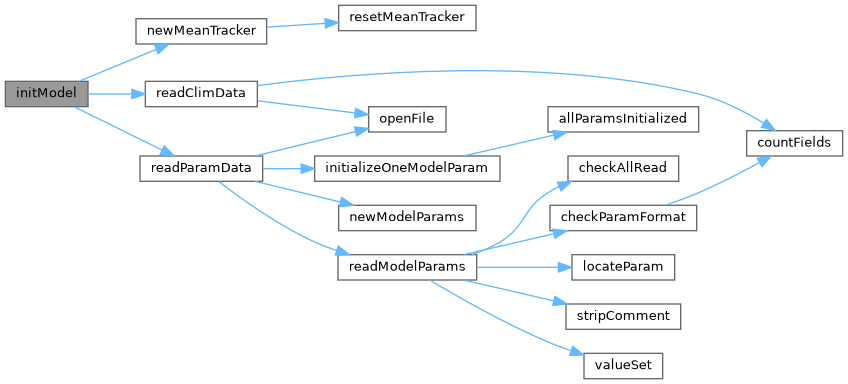 initModel
newMeanTracker
resetMeanTracker
readClimData
openFile
readParamData
initializeOneModelParam
allParamsInitialized
countFields
newModelParams
readModelParams
checkAllRead
checkParamFormat
locateParam
stripComment
valueSet